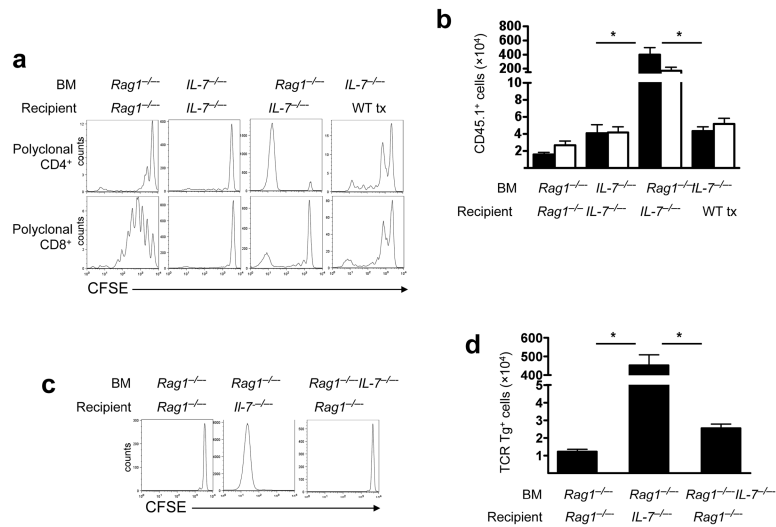 a
BM Rag1–/–– IL-7–/–– Rag1–/–– IL-7–/––
Recipient Rag1–/–– IL-7–/–– IL-7–/–– WT tx
Polyclonal
CD4+
counts
Polyclonal
CD8+
counts
CFSE
b
CD45.1+ cells (×10⁴)
800
600
400
200
6
4
2
* *
BM Rag1–/–– IL-7–/–– Rag1–/––IL-7–/––
Recipient Rag1–/–– IL-7–/–– IL-7–/–– WT tx
c
BM Rag1–/–– Rag1–/–– Rag1–/––IL-7–/––
Recipient Rag1–/–– Il-7-/–– Rag1–/––
counts
CFSE
d
TCR Tg+ cells (×10⁴)
600
500
400
3
2
1
* *
BM Rag1–/–– Rag1–/–– Rag1–/––IL-7–/––
Recipient Rag1–/–– IL-7–/–– Rag1–/––